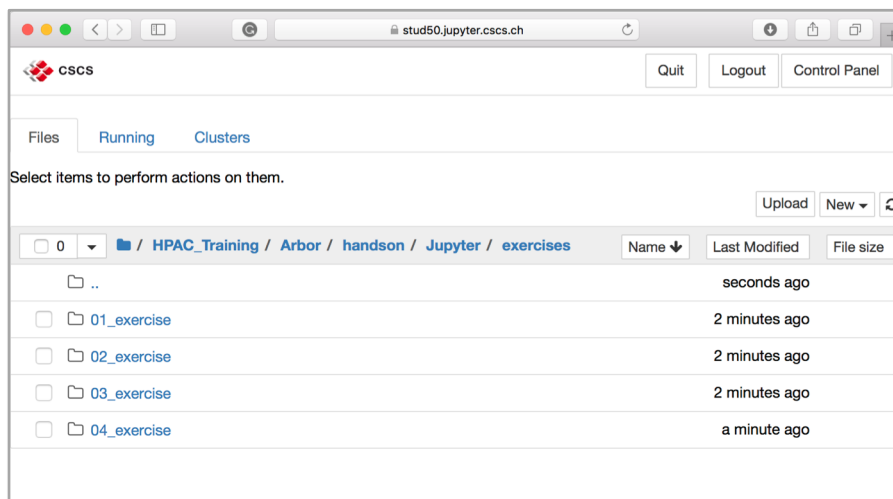 stud50.jupyter.cscs.ch
CSCS Quit Logout Control Panel
Files Running Clusters
Select items to perform actions on them.
Upload New
0 / HPAC_Training / Arbor / handson / Jupyter / exercises Name Last Modified File size
.. seconds ago
01_exercise 2 minutes ago
02_exercise 2 minutes ago
03_exercise 2 minutes ago
04_exercise a minute ago